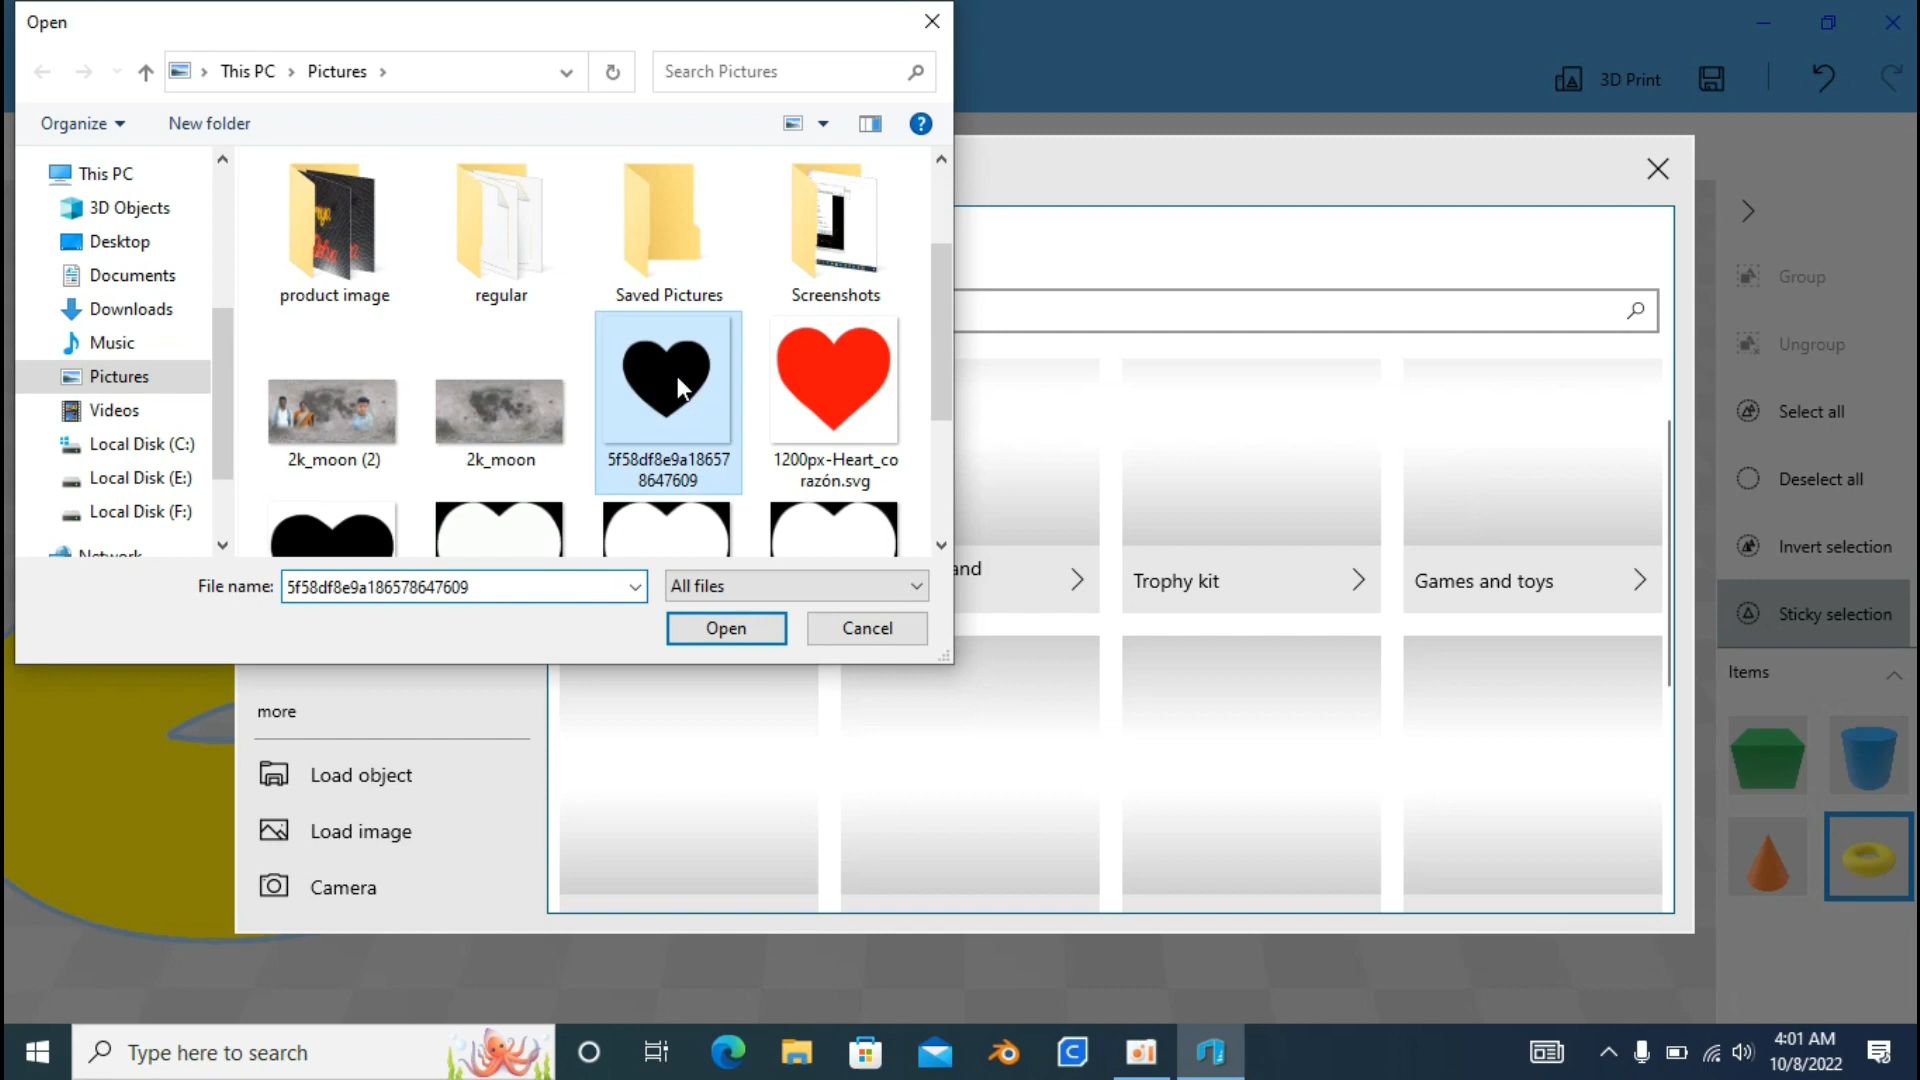 Open
3D Print
This PC
Pictures
Search Pictures
Organize
New folder
This PC
3D Objects
Desktop
Documents
Downloads
Music
Pictures
Videos
Local Disk (C:)
Local Disk (E:)
Local Disk (F:)
Network
product image
regular
Saved Pictures
Screenshots
2k_moon (2)
2k_moon
5f58df8e9a18657
8647609
1200px-Heart_co
razón.svg
File name:
5f58df8e9a186578647609
All files
Open
Cancel
and
Trophy kit
Games and toys
more
Load object
Load image
Camera
Group
Ungroup
Select all
Deselect all
Invert selection
Sticky selection
Items
Type here to search
4:01 AM
10/8/2022